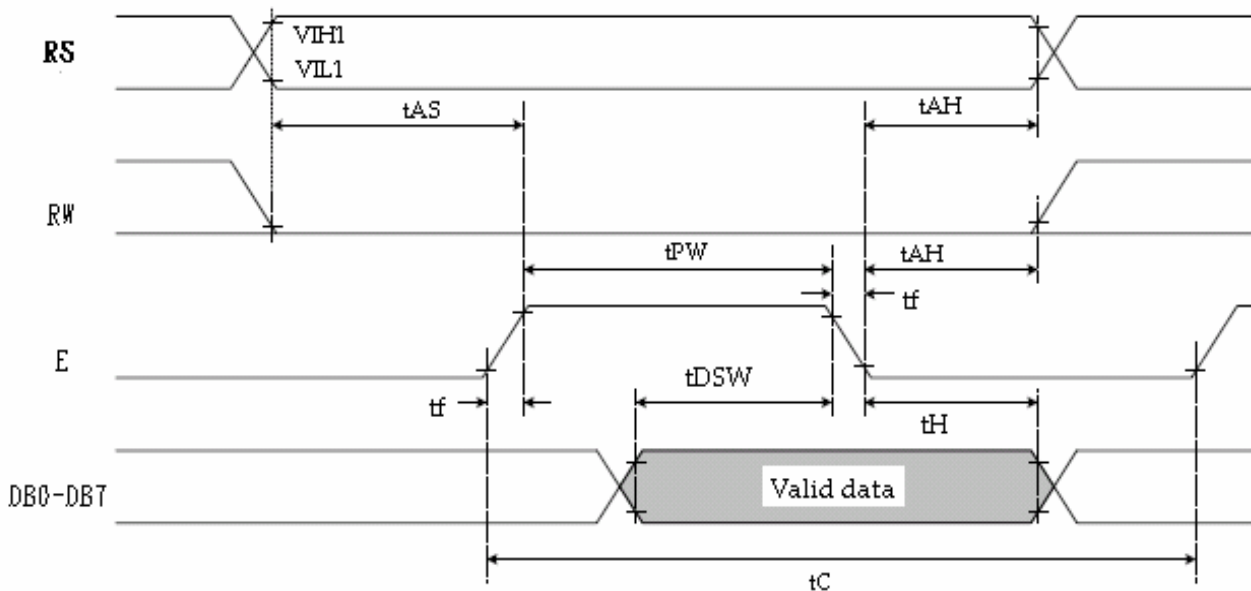 RS
VIH1
VIL1
tAS
tAH
RW
tPW
tAH
tf
E
tDSW
tf
tH
DB0-DB7
Valid data
tC